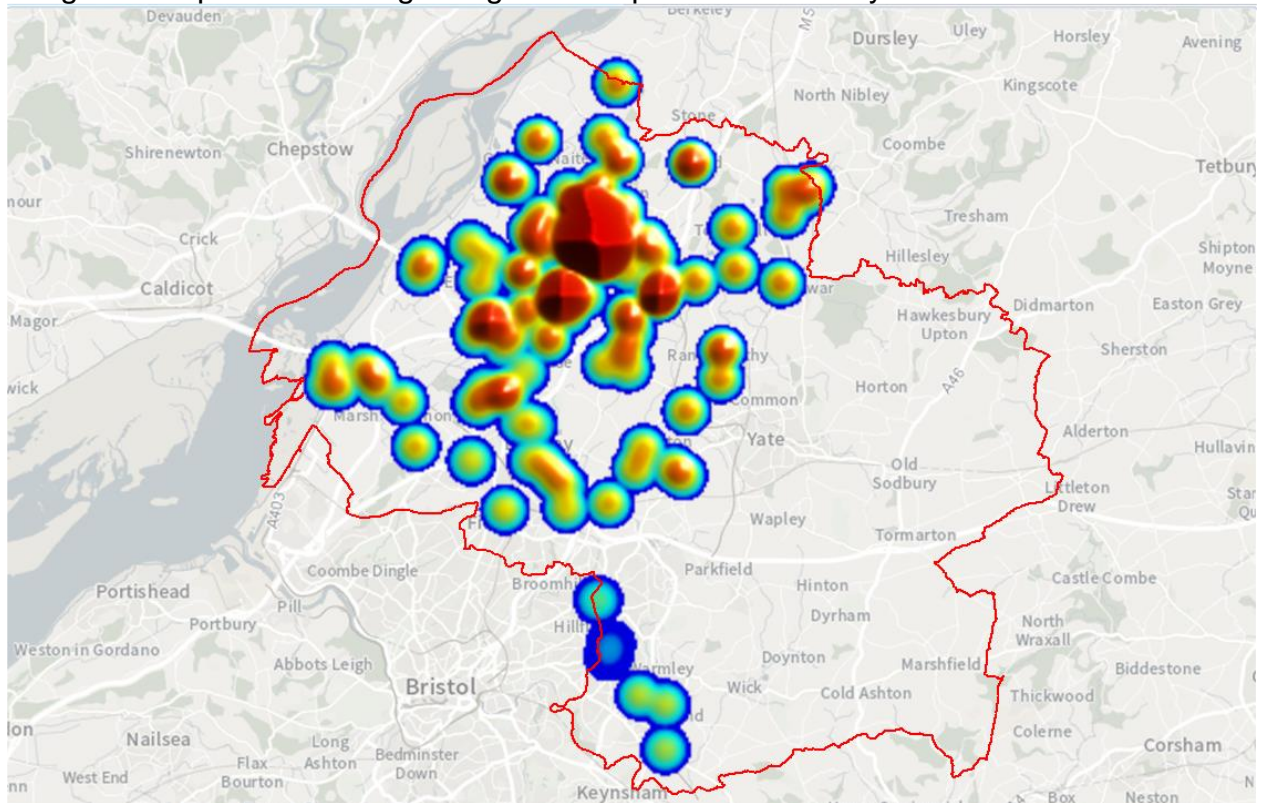 Devauden
Berkeley
M5
Dursley
Uley
Horsley
Avening
North Nibley
Kingscote
Stone
Shirenewton
Chepstow
Coombe
Tetbury
Crick
Tresham
Hillesley
Shipton
Moyne
Caldicot
Didmarton
Easton Grey
Magor
Hawkesbury
Upton
Sherston
Horton
A46
Common
Yate
Alderton
Hullavin
Old
Sodbury
Littleton
Drew
A403
Wapley
Tormarton
Coombe Dingle
Parkfield
Portishead
Hinton
Castle Combe
Pill
Portbury
Dyrham
North
Wraxall
Weston in Gordano
Abbots Leigh
Doynton
Marshfield
Biddestone
Bristol
Wick
Cold Ashton
Thickwood
Colerne
Nailsea
Long
Ashton
Bedminster
Down
Corsham
West End
Flax
Bourton
Keynsham
Box
Neston